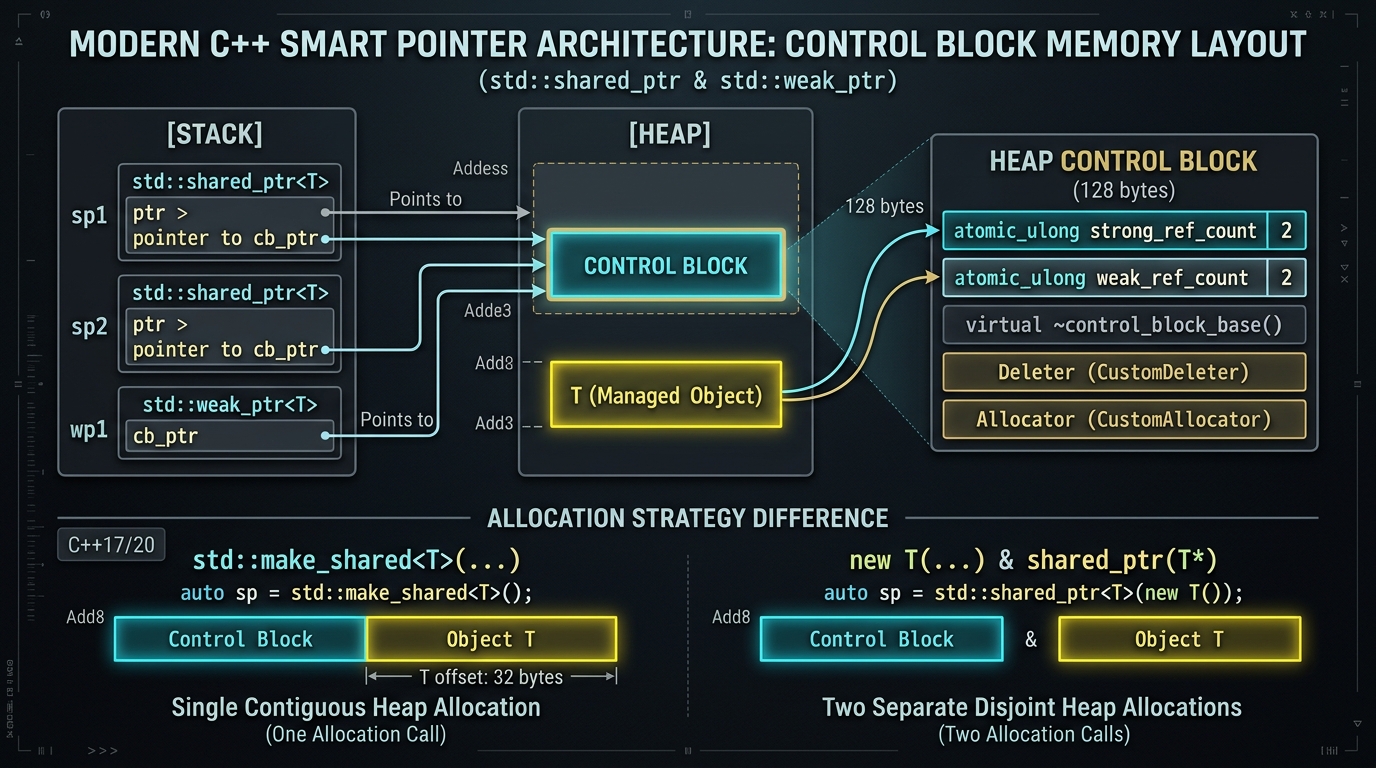 MODERN C++ SMART POINTER ARCHITECTURE: CONTROL BLOCK MEMORY LAYOUT
(std::shared_ptr & std::weak_ptr)
[STACK]
sp1
std::shared_ptr<T>
ptr >
pointer to cb_ptr
sp2
std::shared_ptr<T>
ptr >
pointer to cb_ptr
wp1
std::weak_ptr<T>
cb_ptr
Points to
Points to
[HEAP]
Addess
CONTROL BLOCK
Adde3
Add8
T (Managed Object)
Add3
128 bytes
HEAP CONTROL BLOCK
(128 bytes)
atomic_ulong strong_ref_count 2
atomic_ulong weak_ref_count 2
virtual ~control_block_base()
Deleter (CustomDeleter)
Allocator (CustomAllocator)
ALLOCATION STRATEGY DIFFERENCE
C++17/20
std::make_shared<T>(...)
auto sp = std::make_shared<T>();
Add8
Control Block
Object T
T offset: 32 bytes
Single Contiguous Heap Allocation
(One Allocation Call)
new T(...) & shared_ptr(T*)
auto sp = std::shared_ptr<T>(new T());
Add8
Control Block
&
Object T
Two Separate Disjoint Heap Allocations
(Two Allocation Calls)
>>>